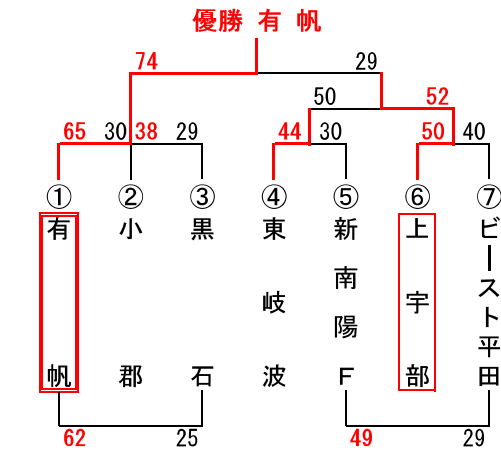 優勝 有 帆
74 29
50 52
65 30 38 29 44 30 50 40
① ② ③ ④ ⑤ ⑥ ⑦
有帆
小郡
黒石
東岐波
新南陽F
上宇部
ビースト平田
62 25 49 29